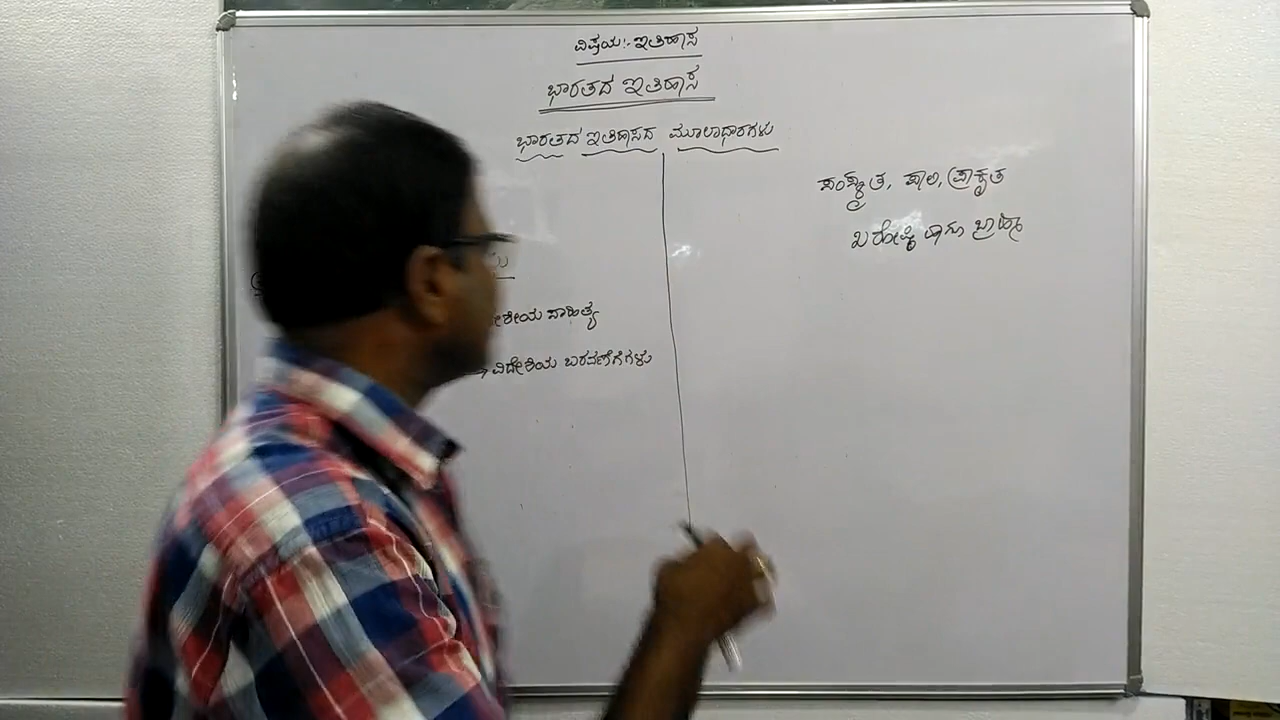 ವಿಷಯ:- ಇತಿಹಾಸ
ಭಾರತದ ಇತಿಹಾಸ
ಭಾರತದ ಇತಿಹಾಸದ ಮೂಲಾಧಾರಗಳು
ಸಂಸ್ಕೃತ, ಪಾಲಿ, ಪ್ರಾಕೃತ
ಖರೋಷ್ಠಿ ಹಾಗೂ ಬ್ರಾಹ್ಮಿ
ಸಾಹಿತ್ಯ
→ ವಿದೇಶಿಯ ಬರವಣಿಗೆಗಳು